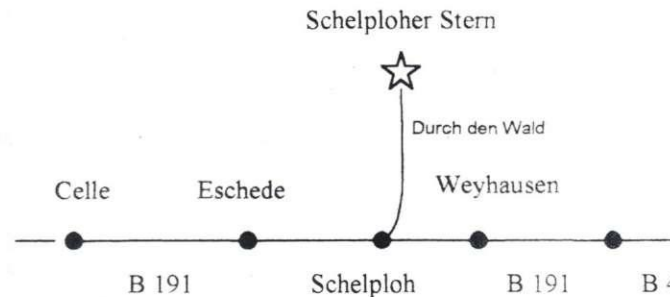 Schelploher Stern
Durch den Wald
Celle Eschede Weyhausen
B 191 Schelploh B 191 B